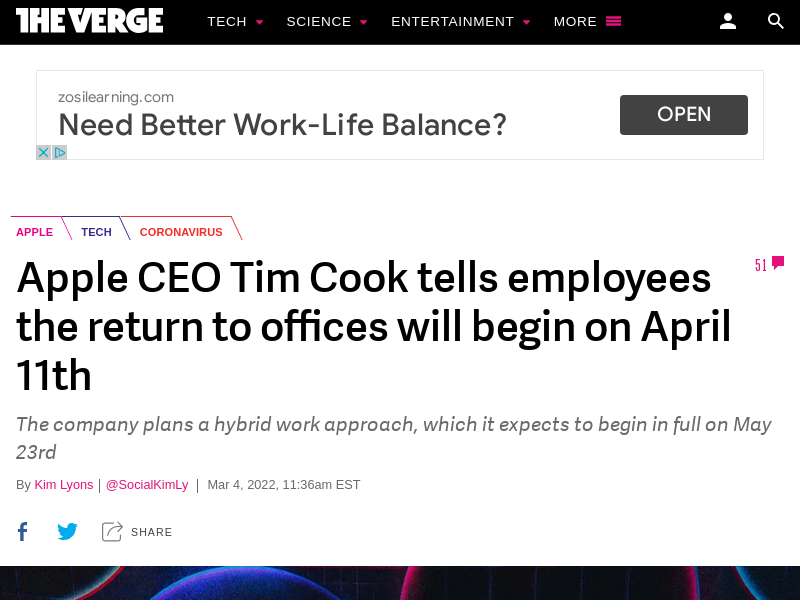 THE VERGE
TECH SCIENCE ENTERTAINMENT MORE
zosilearning.com
Need Better Work-Life Balance?
OPEN
APPLE TECH CORONAVIRUS
Apple CEO Tim Cook tells employees
the return to offices will begin on April
11th
51
The company plans a hybrid work approach, which it expects to begin in full on May
23rd
By Kim Lyons | @SocialKimLy | Mar 4, 2022, 11:36am EST
SHARE